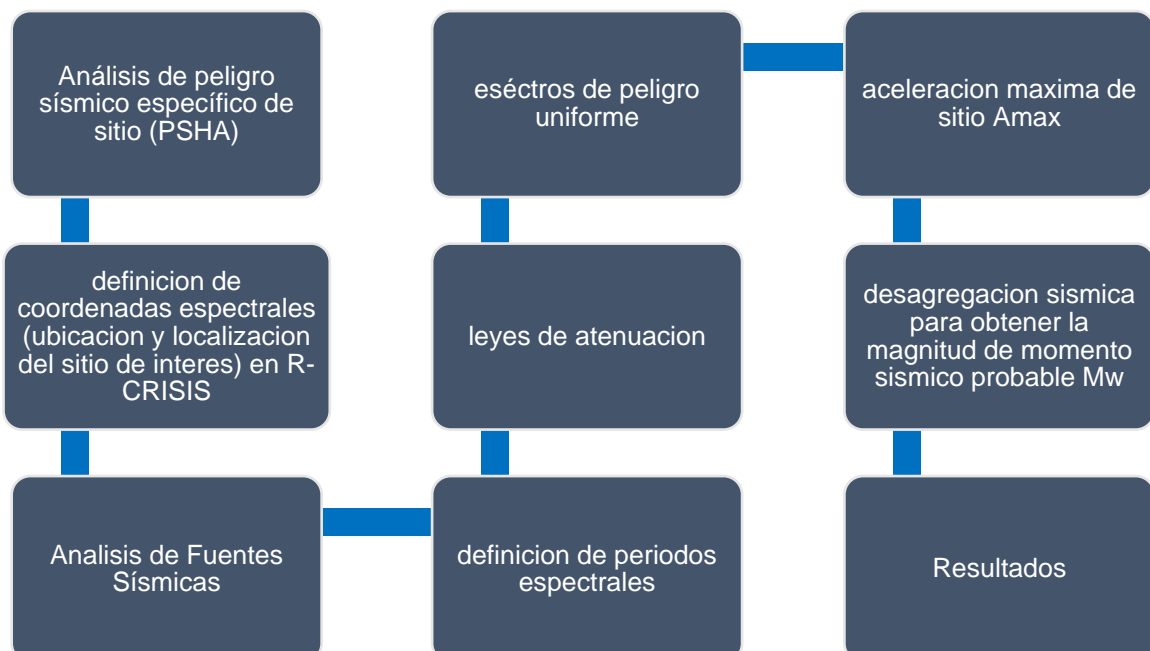 Análisis de peligro
sísmico específico de
sitio (PSHA)
definicion de
coordenadas espectrales
(ubicacion y localizacion
del sitio de interes) en R-
CRISIS
Analisis de Fuentes
Sísmicas
definicion de periodos
espectrales
leyes de atenuacion
eséctros de peligro
uniforme
aceleracion maxima de
sitio Amax
desagregacion sismica
para obtener la
magnitud de momento
sismico probable Mw
Resultados